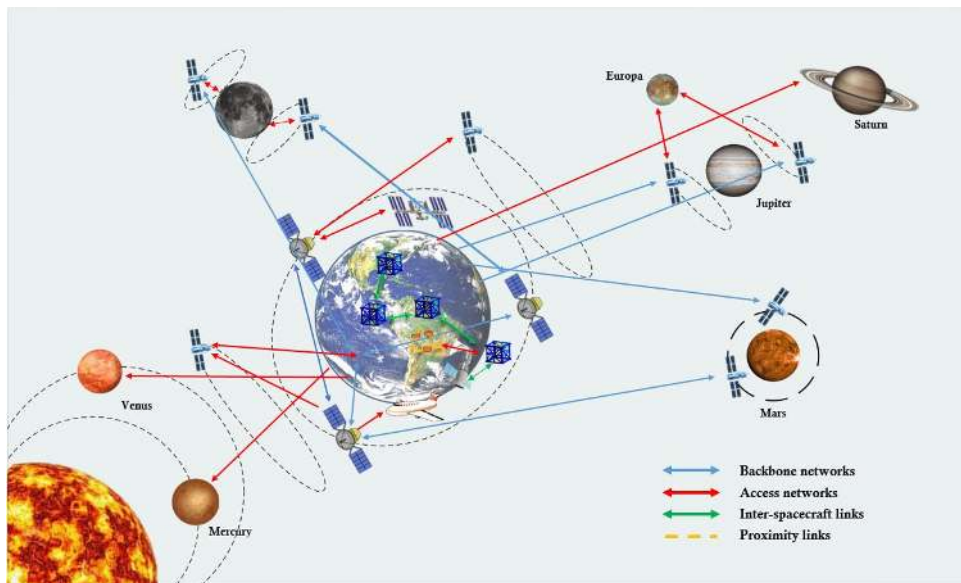 Europa
Saturn
Jupiter
Venus
Mars
Mercury
Backbone networks
Access networks
Inter-spacecraft links
Proximity links